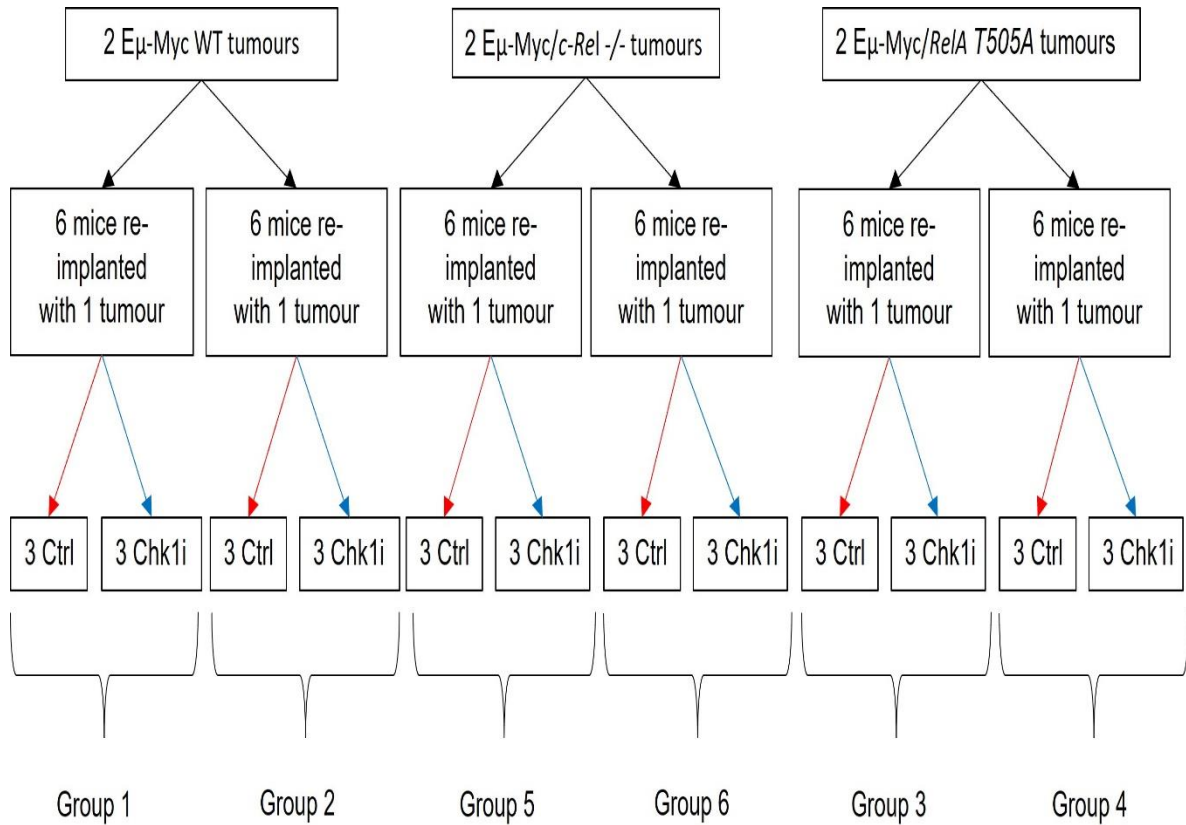 2 Eµ-Myc WT tumours
2 Eµ-Myc/c-Rel -/- tumours
2 Eµ-Myc/RelA T505A tumours
6 mice re-
implanted
with 1 tumour
6 mice re-
implanted
with 1 tumour
6 mice re-
implanted
with 1 tumour
6 mice re-
implanted
with 1 tumour
6 mice re-
implanted
with 1 tumour
6 mice re-
implanted
with 1 tumour
3 Ctrl
3 Chk1i
3 Ctrl
3 Chk1i
3 Ctrl
3 Chk1i
3 Ctrl
3 Chk1i
3 Ctrl
3 Chk1i
3 Ctrl
3 Chk1i
Group 1
Group 2
Group 5
Group 6
Group 3
Group 4